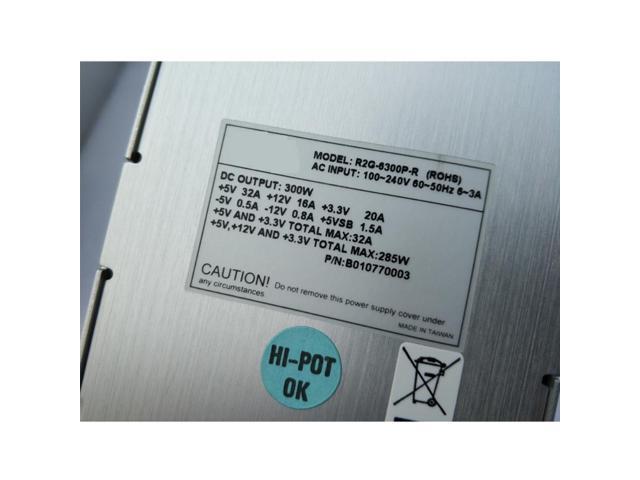 MODEL: R2G-6300P-R (ROHS)
AC INPUT: 100~240V 60~50Hz 6~3A
DC OUTPUT: 300W
+5V 32A +12V 16A +3.3V 20A
-5V 0.5A -12V 0.8A +5VSB 1.5A
+5V AND +3.3V TOTAL MAX:32A
+5V,+12V AND +3.3V TOTAL MAX:285W
P/N:B010770003
CAUTION! Do not remove this power supply cover under
any circumstances
MADE IN TAIWAN
HI-POT
OK